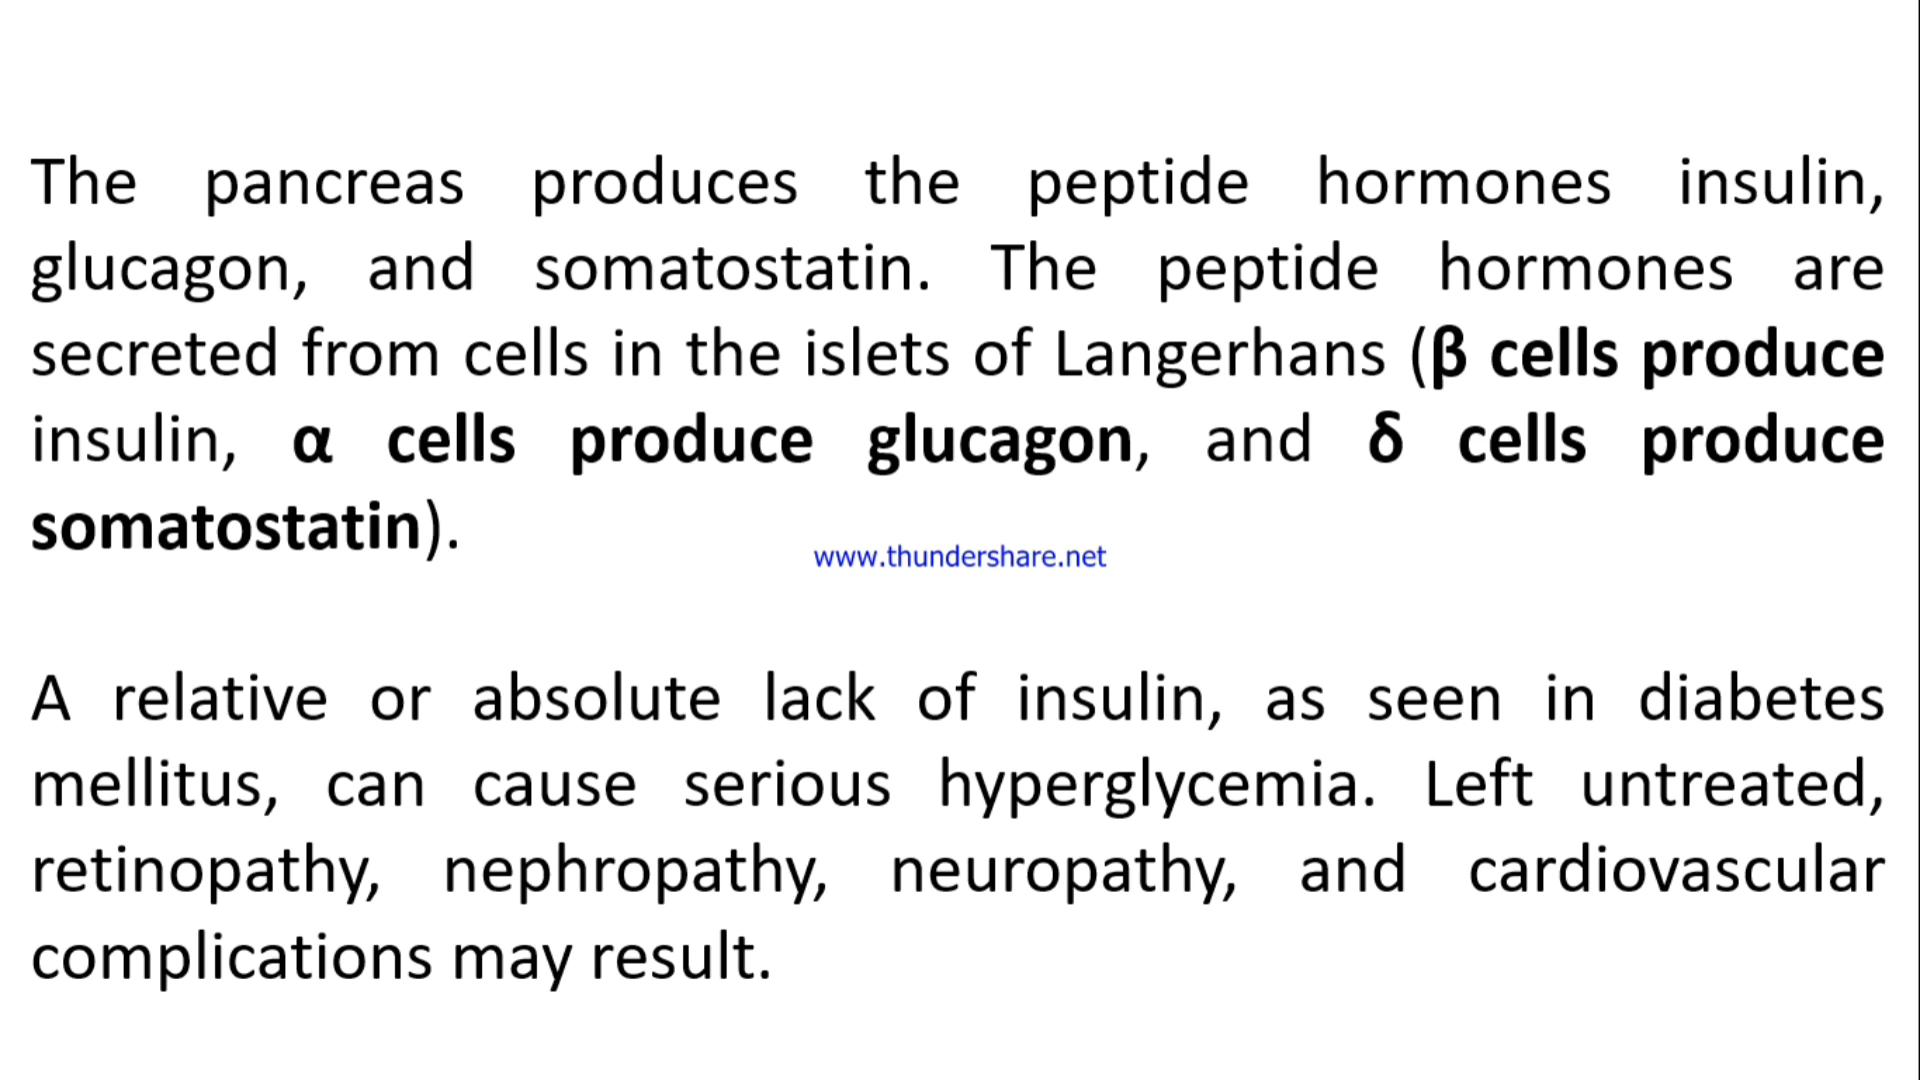 The pancreas produces the peptide hormones insulin,
glucagon, and somatostatin. The peptide hormones are
secreted from cells in the islets of Langerhans (β cells produce
insulin, α cells produce glucagon, and δ cells produce
somatostatin).
www.thundershare.net
A relative or absolute lack of insulin, as seen in diabetes
mellitus, can cause serious hyperglycemia. Left untreated,
retinopathy, nephropathy, neuropathy, and cardiovascular
complications may result.